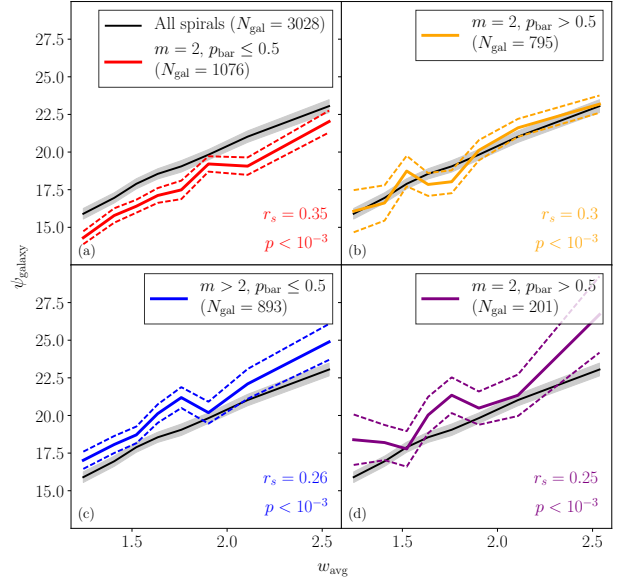 All spirals (N_gal = 3028)
m = 2, p_bar ≤ 0.5
(N_gal = 1076)
m = 2, p_bar > 0.5
(N_gal = 795)
27.5
25.0
22.5
20.0
17.5
15.0
r_s = 0.35
p < 10^−3
(a)
r_s = 0.3
p < 10^−3
(b)
ψ_galaxy
m > 2, p_bar ≤ 0.5
(N_gal = 893)
m = 2, p_bar > 0.5
(N_gal = 201)
27.5
25.0
22.5
20.0
17.5
15.0
r_s = 0.26
p < 10^−3
(c)
r_s = 0.25
p < 10^−3
(d)
1.5 2.0 2.5 1.5 2.0 2.5
w_avg